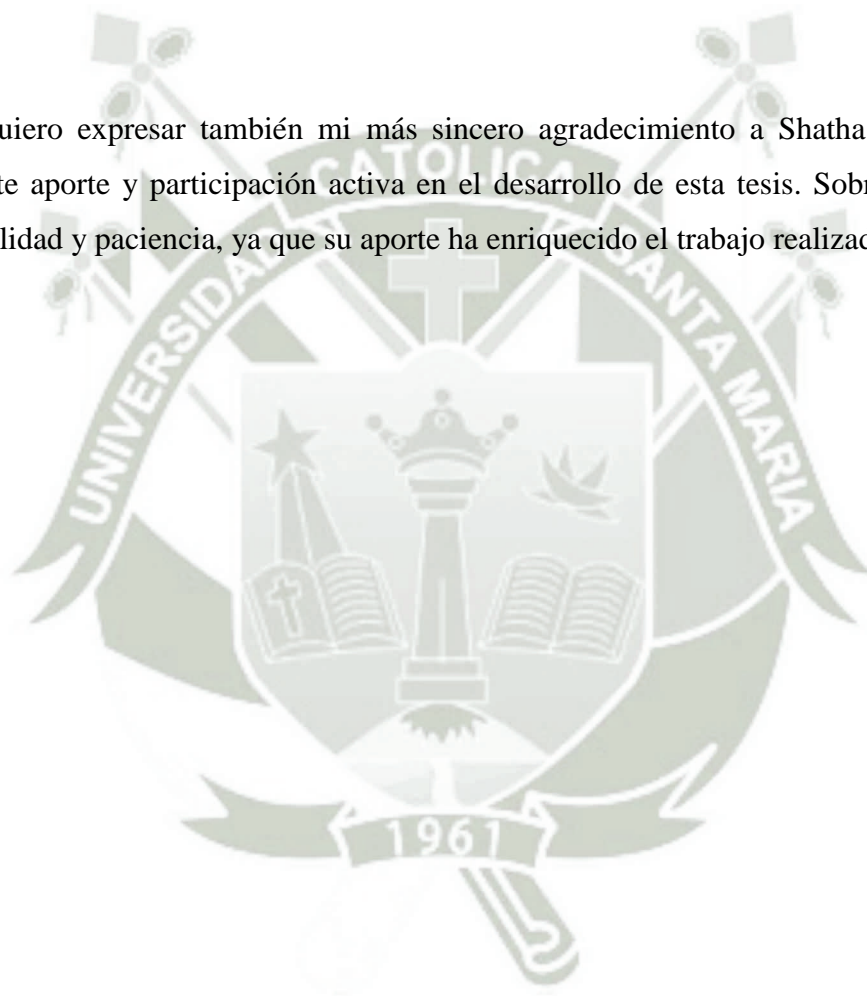 uiero expresar también mi más sincero agradecimiento a Shatha
te aporte y participación activa en el desarrollo de esta tesis. Sobr
lidad y paciencia, ya que su aporte ha enriquecido el trabajo realizad
UNIVERSIDAD CATOLICA SANTA MARIA
1961